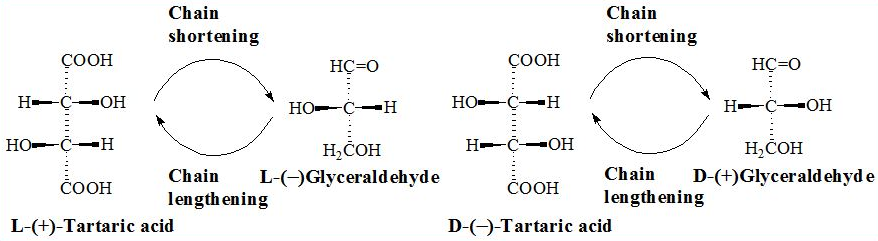 Chain
shortening
COOH
H C OH
HO C H
COOH
L-(+)-Tartaric acid
HC=O
HO C H
H2COH
L-(−)Glyceraldehyde
Chain
lengthening
Chain
shortening
COOH
HO C H
H C OH
COOH
D-(−)-Tartaric acid
HC=O
H C OH
H2COH
D-(+)Glyceraldehyde
Chain
lengthening